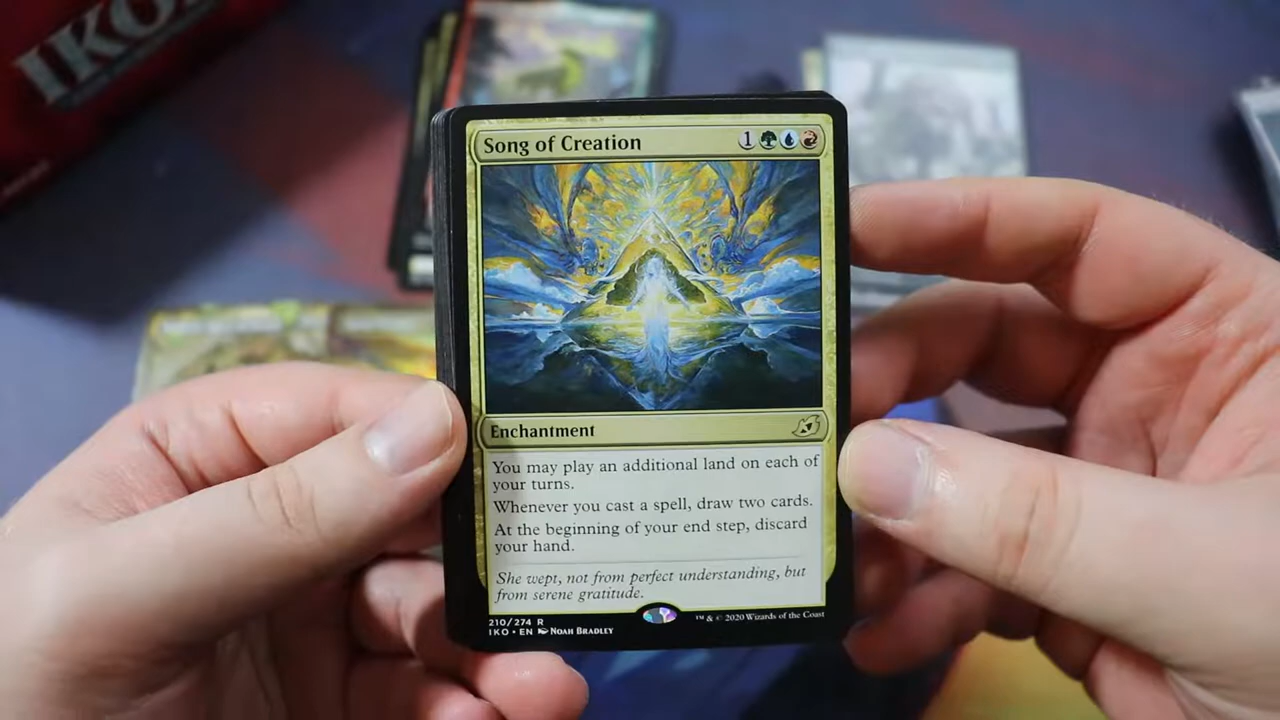 IKO
Song of Creation 1
Enchantment
You may play an additional land on each of
your turns.
Whenever you cast a spell, draw two cards.
At the beginning of your end step, discard
your hand.
She wept, not from perfect understanding, but
from serene gratitude.
210/274 R
IKO • EN Noah Bradley
™ & © 2020 Wizards of the Coast